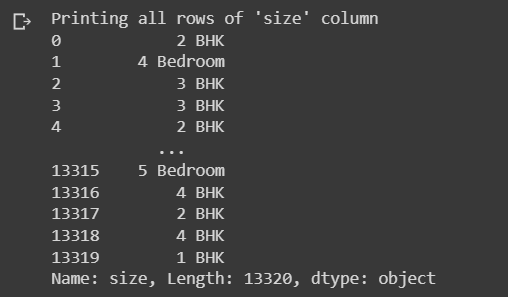 Printing all rows of 'size' column
0 2 BHK
1 4 Bedroom
2 3 BHK
3 3 BHK
4 2 BHK
...
13315 5 Bedroom
13316 4 BHK
13317 2 BHK
13318 4 BHK
13319 1 BHK
Name: size, Length: 13320, dtype: object